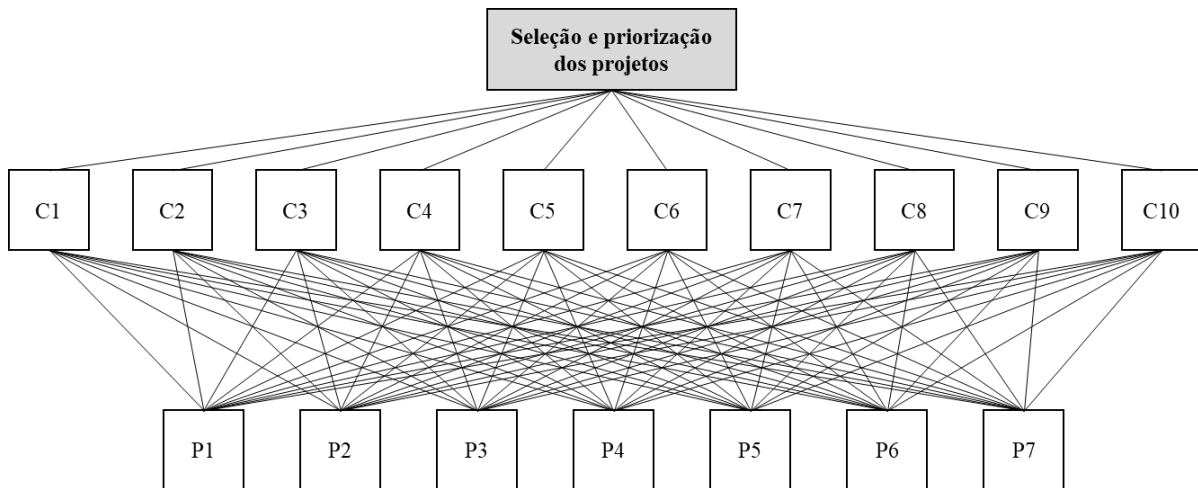 Seleção e priorização
dos projetos
C1 C2 C3 C4 C5 C6 C7 C8 C9 C10
P1 P2 P3 P4 P5 P6 P7